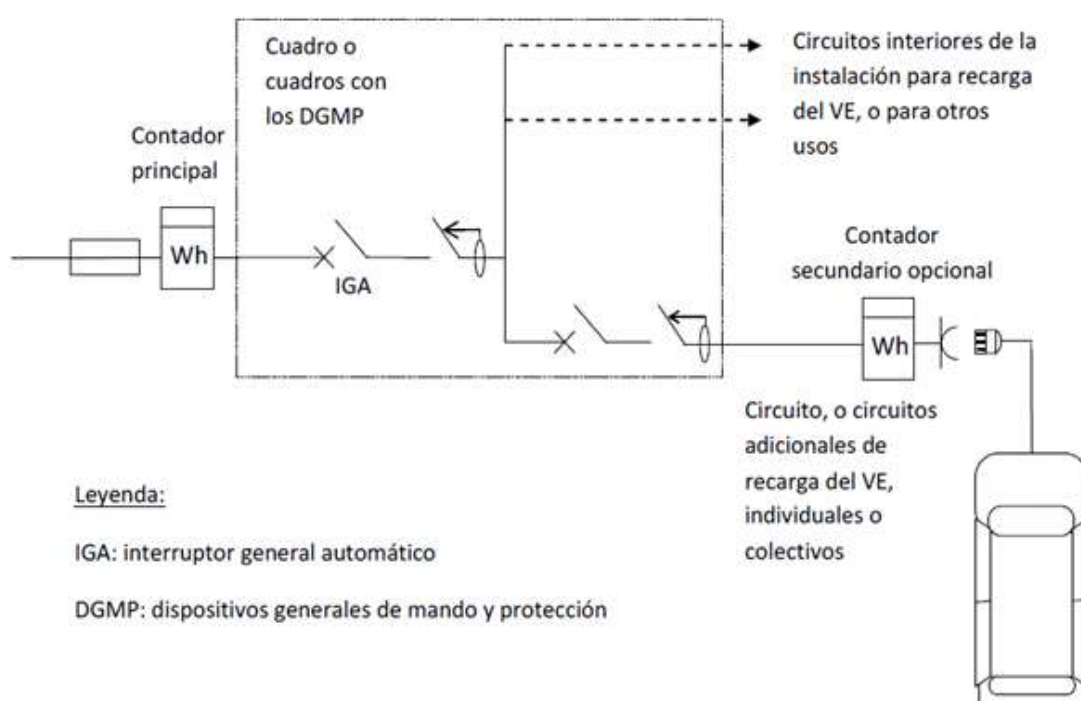 Cuadro o
cuadros con
los DGMP
Circuitos interiores de la
instalación para recarga
del VE, o para otros
usos
Contador
principal
Wh
IGA
Contador
secundario opcional
Wh
Circuito, o circuitos
adicionales de
recarga del VE,
individuales o
colectivos
Leyenda:
IGA: interruptor general automático
DGMP: dispositivos generales de mando y protección